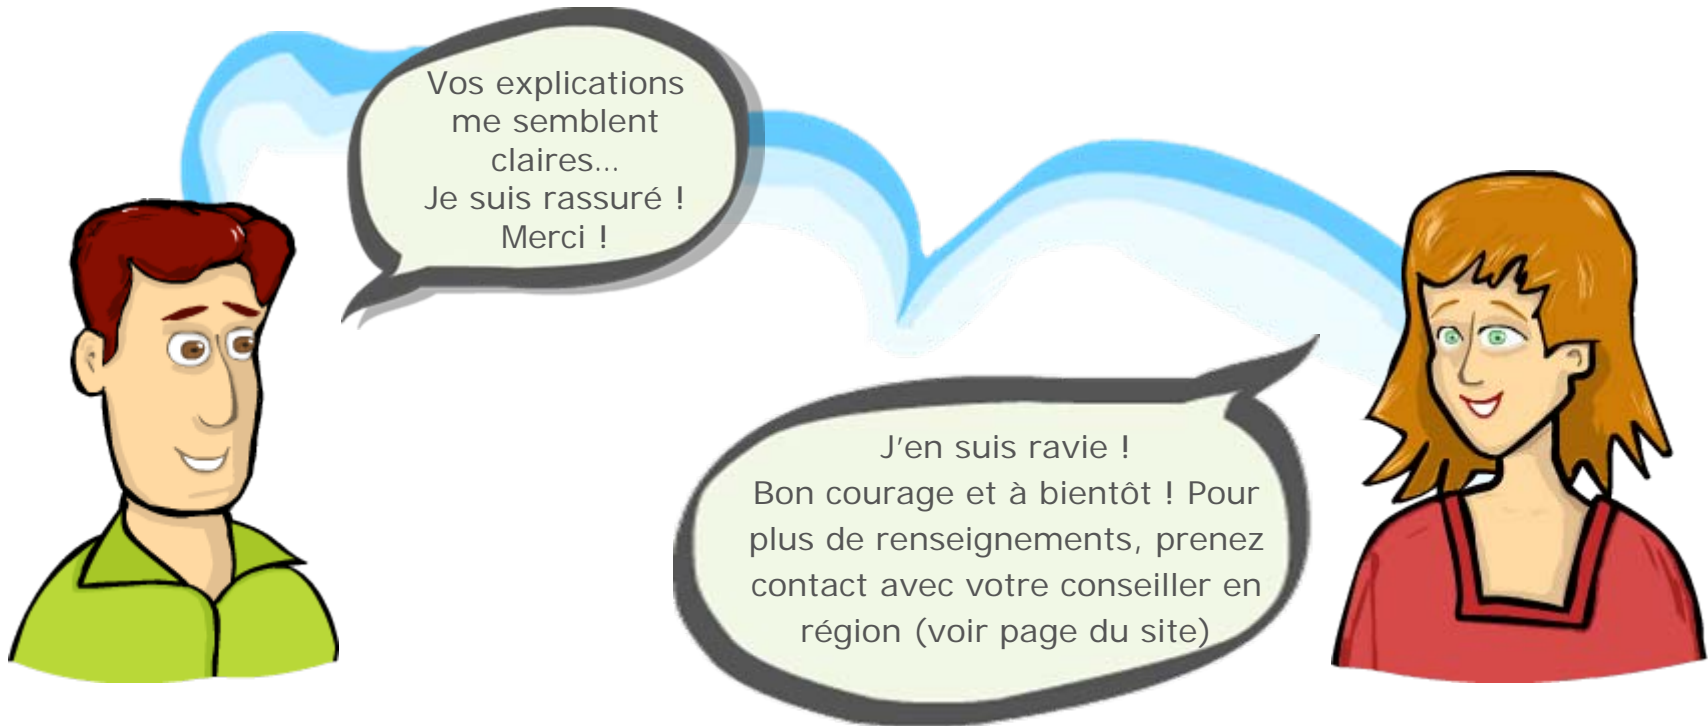 Vos explications
me semblent
claires...
Je suis rassuré !
Merci !
J’en suis ravie !
Bon courage et à bientôt ! Pour
plus de renseignements, prenez
contact avec votre conseiller en
région (voir page du site)